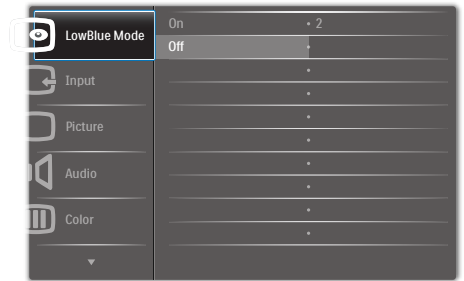 LowBlue Mode
On • 2
Off •
Input
Picture
Audio
Color